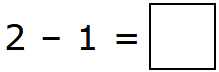 2 – 1 =